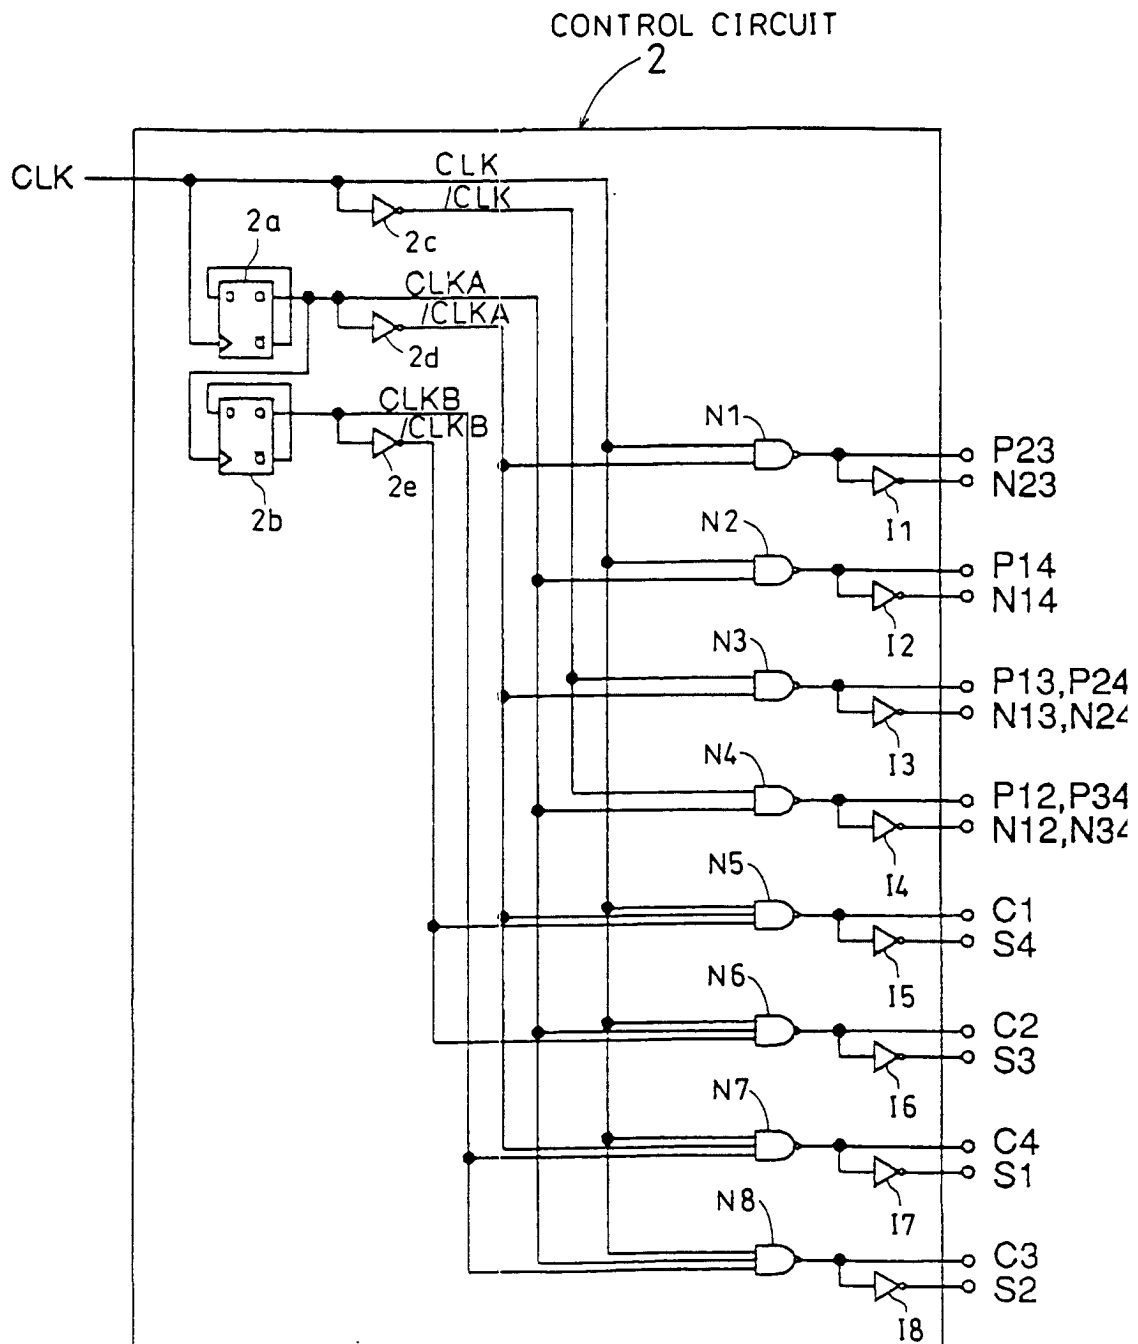 CONTROL CIRCUIT
2
CLK
CLK
/CLK
2c
2a
CLKA
/CLKA
2d
CLKB
/CLKB
2e
2b
N1
P23
N23
I1
N2
P14
N14
I2
N3
P13,P24
N13,N24
I3
N4
P12,P34
N12,N34
I4
N5
C1
S4
I5
N6
C2
S3
I6
N7
C4
S1
I7
N8
C3
S2
I8